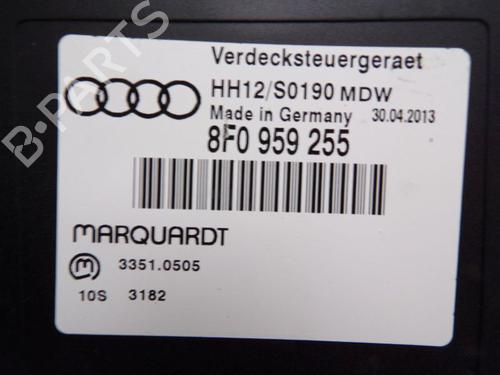 Verdecksteuergeraet
HH12/S0190 MDW
Made in Germany 30.04.2013
8F0 959 255
MARQUARDT
m 3351.0505
10S 3182
B-PARTS